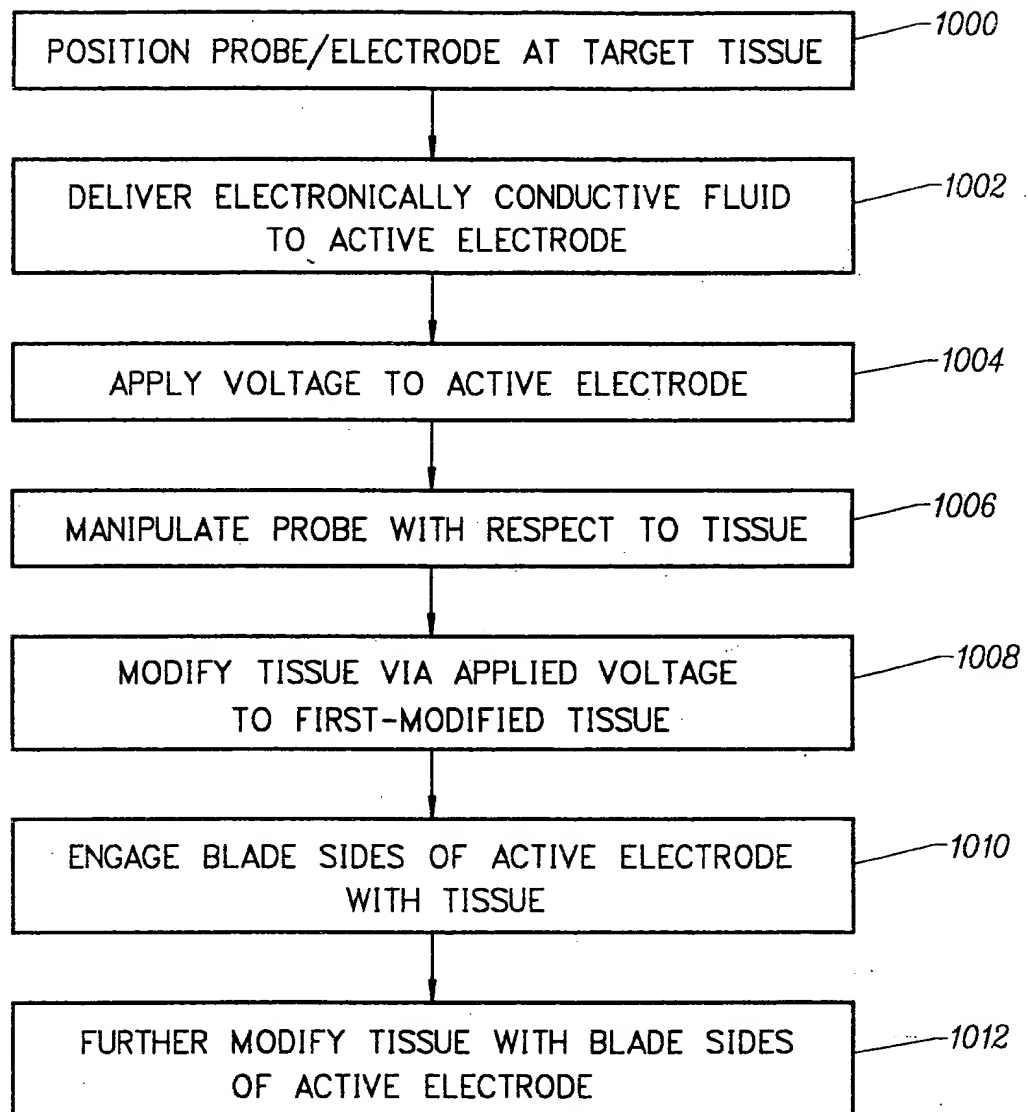 POSITION PROBE/ELECTRODE AT TARGET TISSUE
1000
DELIVER ELECTRONICALLY CONDUCTIVE FLUID
TO ACTIVE ELECTRODE
1002
APPLY VOLTAGE TO ACTIVE ELECTRODE
1004
MANIPULATE PROBE WITH RESPECT TO TISSUE
1006
MODIFY TISSUE VIA APPLIED VOLTAGE
TO FIRST-MODIFIED TISSUE
1008
ENGAGE BLADE SIDES OF ACTIVE ELECTRODE
WITH TISSUE
1010
FURTHER MODIFY TISSUE WITH BLADE SIDES
OF ACTIVE ELECTRODE
1012